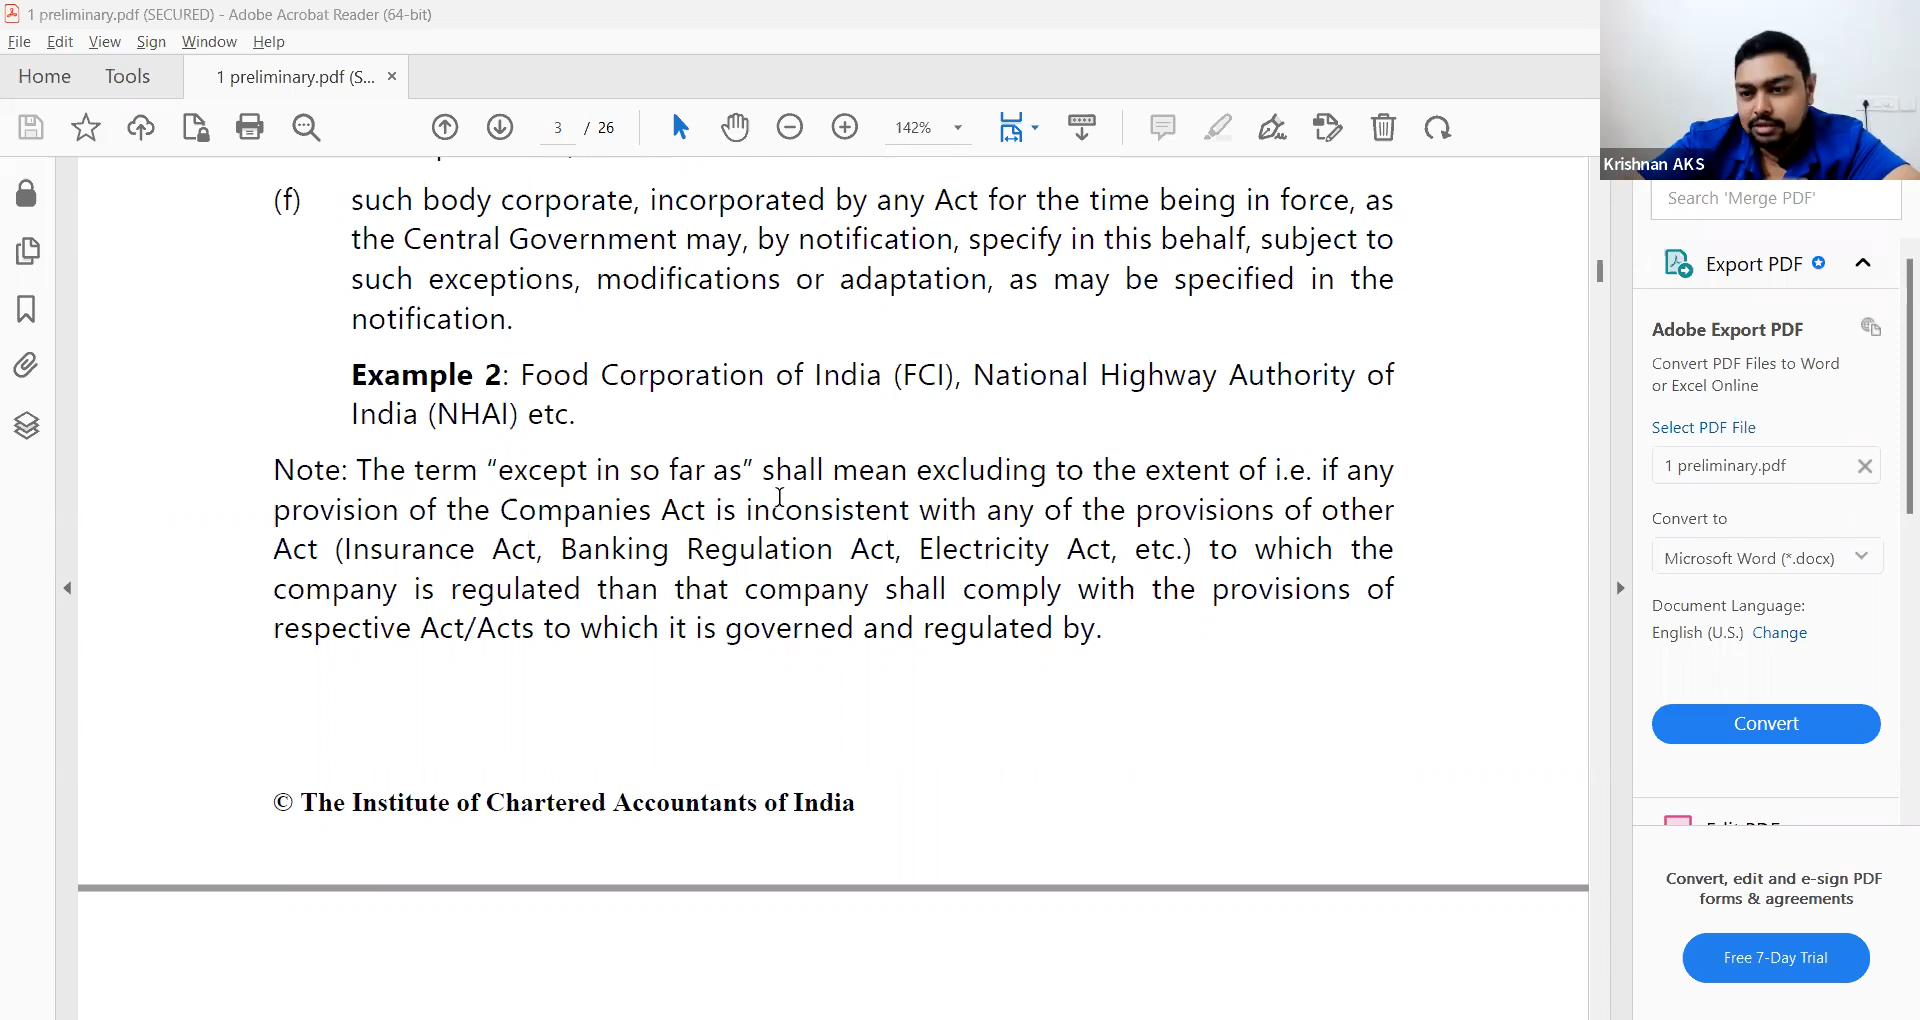 1 preliminary.pdf (SECURED) - Adobe Acrobat Reader (64-bit)
File Edit View Sign Window Help
Home Tools 1 preliminary.pdf (S... ×
3 / 26 142%
Krishnan AKS
(f) such body corporate, incorporated by any Act for the time being in force, as
the Central Government may, by notification, specify in this behalf, subject to
such exceptions, modifications or adaptation, as may be specified in the
notification.
Example 2: Food Corporation of India (FCI), National Highway Authority of
India (NHAI) etc.
Note: The term “except in so far as” shall mean excluding to the extent of i.e. if any
provision of the Companies Act is inconsistent with any of the provisions of other
Act (Insurance Act, Banking Regulation Act, Electricity Act, etc.) to which the
company is regulated than that company shall comply with the provisions of
respective Act/Acts to which it is governed and regulated by.
© The Institute of Chartered Accountants of India
Search 'Merge PDF'
Export PDF
Adobe Export PDF
Convert PDF Files to Word
or Excel Online
Select PDF File
1 preliminary.pdf
Convert to
Microsoft Word (*.docx)
Document Language:
English (U.S.) Change
Convert
Convert, edit and e-sign PDF
forms & agreements
Free 7-Day Trial